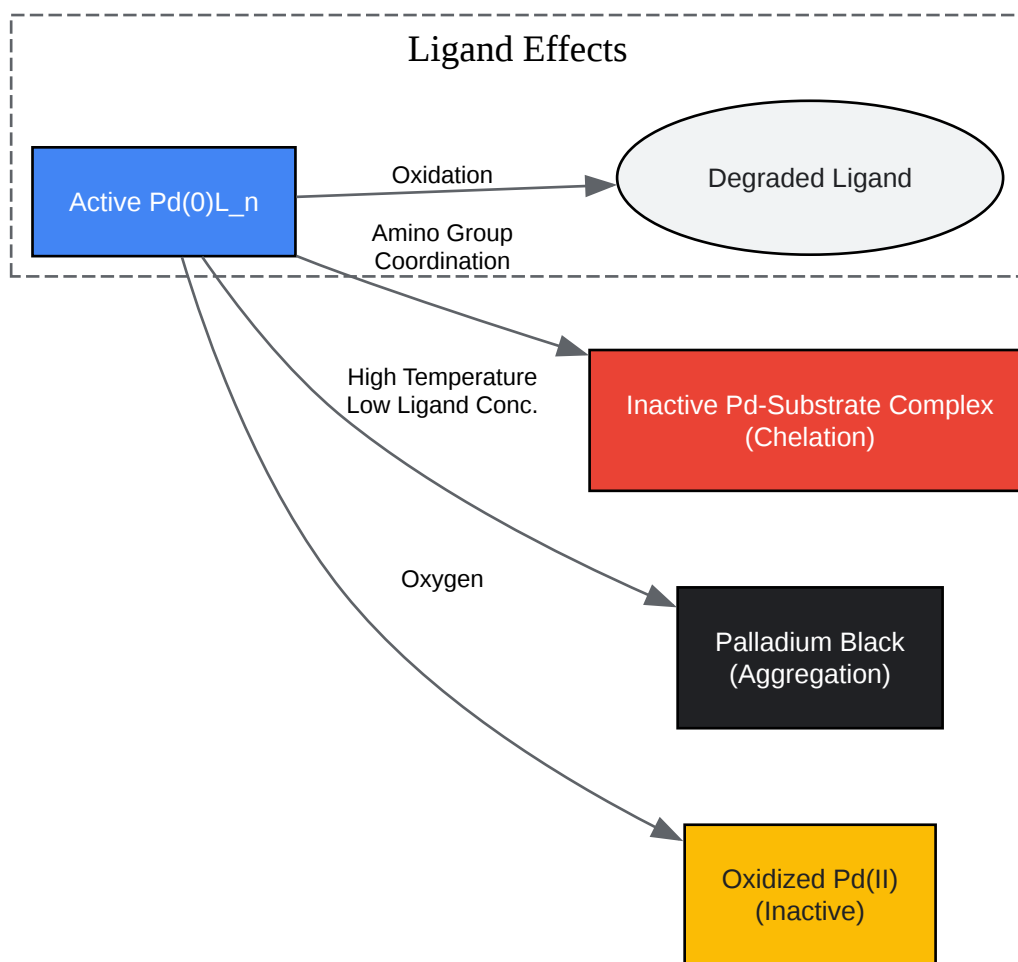 Ligand Effects
Active Pd(0)L_n
Oxidation
Degraded Ligand
Amino Group
Coordination
High Temperature
Low Ligand Conc.
Inactive Pd-Substrate Complex
(Chelation)
Oxygen
Palladium Black
(Aggregation)
Oxidized Pd(II)
(Inactive)